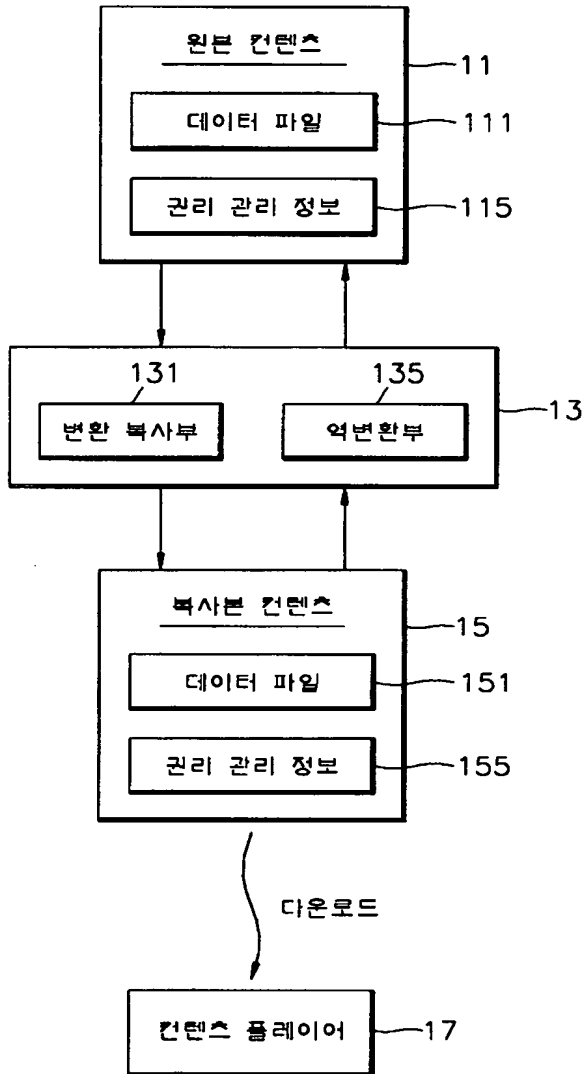 원본 컨텐츠
11
데이터 파일
111
권리 관리 정보
115
131
135
13
변환 복사부
역변환부
복사본 컨텐츠
15
데이터 파일
151
권리 관리 정보
155
다운로드
컨텐츠 플레이어
17